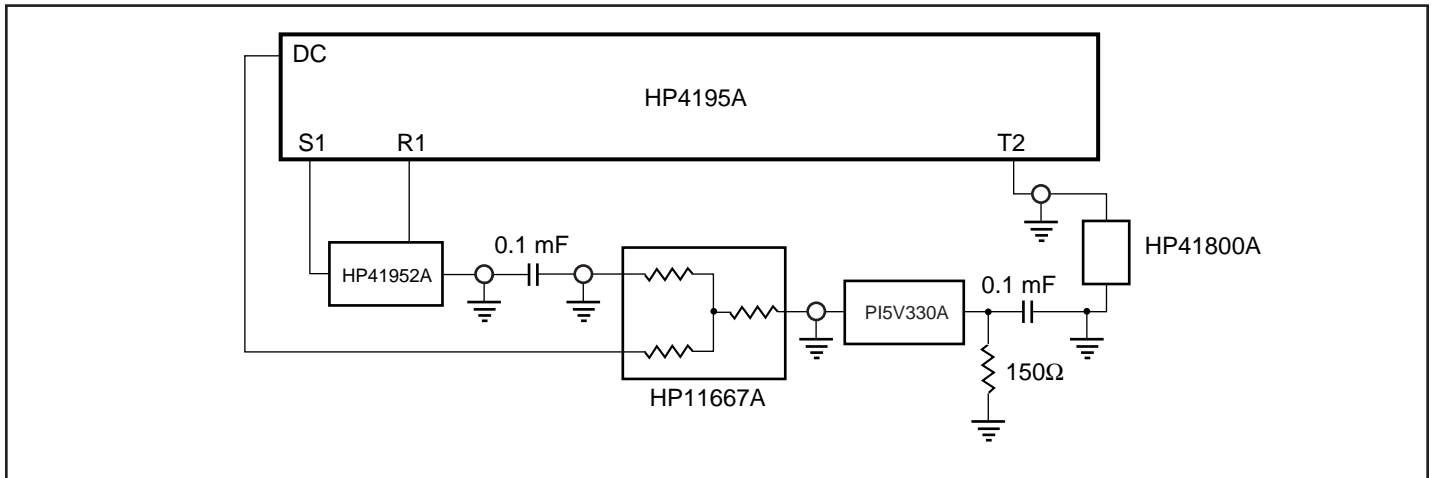 DC
HP4195A
S1
R1
T2
0.1 mF
HP41952A
HP41800A
0.1 mF
PI5V330A
150Ω
HP11667A